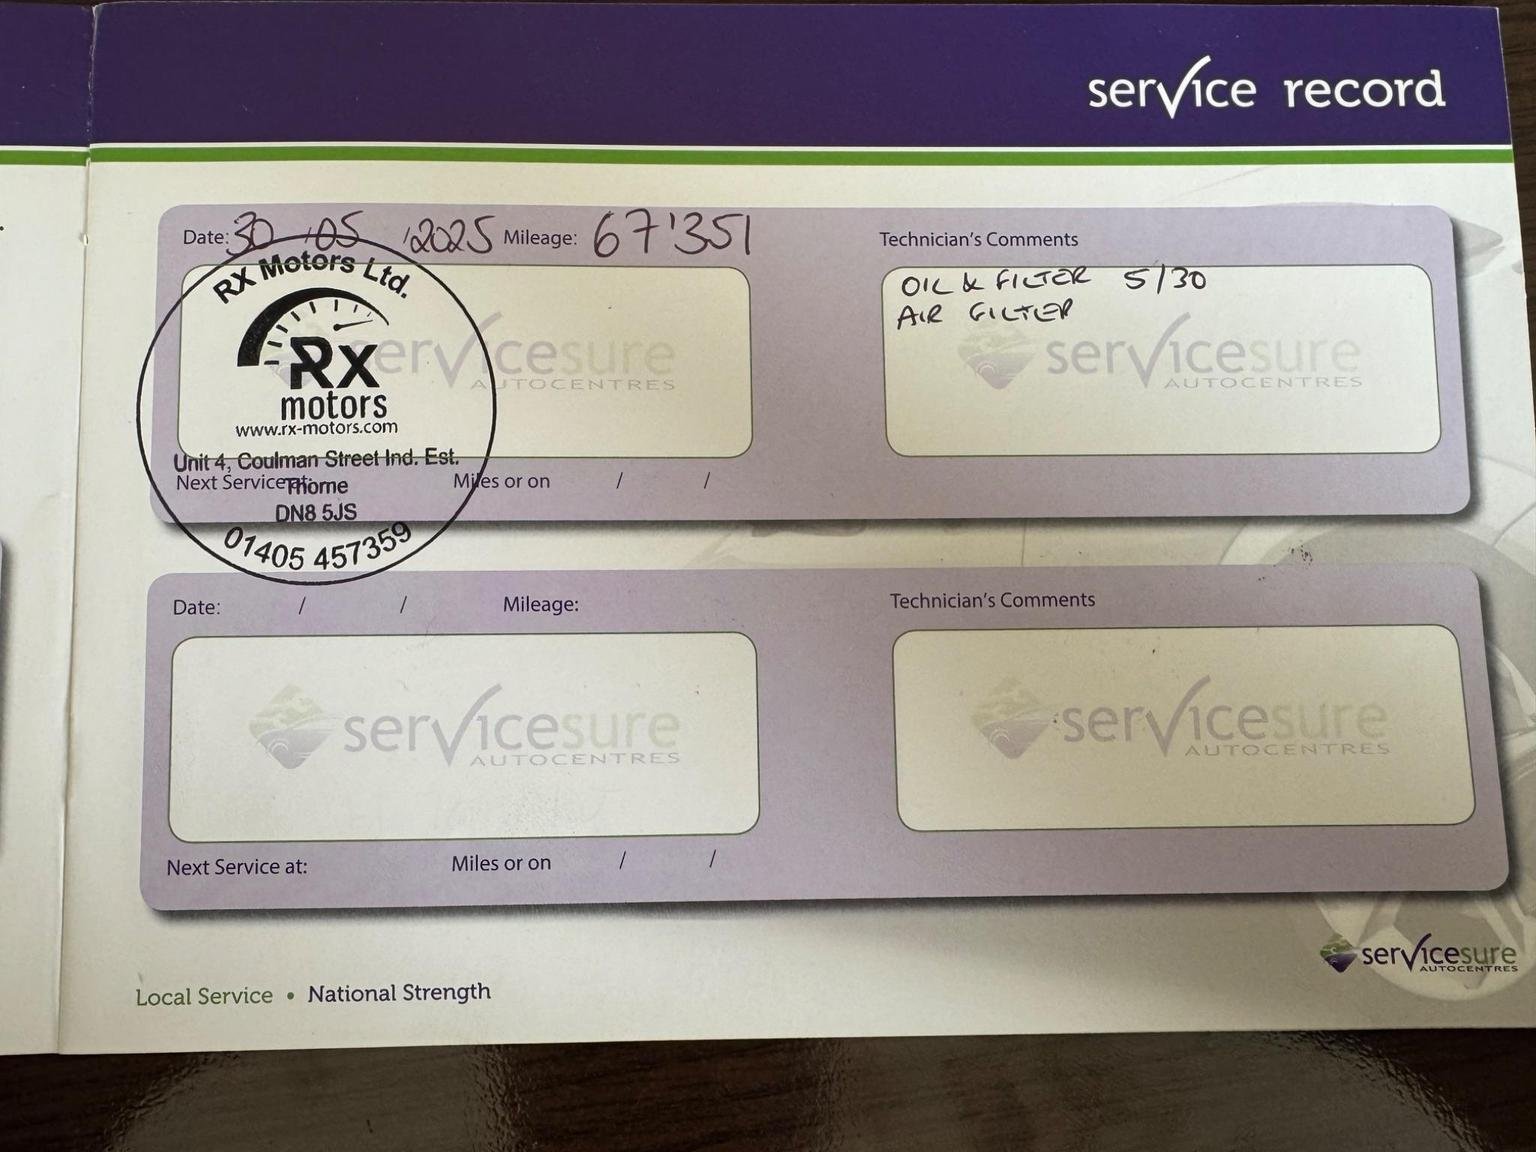 service record
Date: 30 / 05 / 2025 Mileage: 67'351
Technician's Comments
RX Motors Ltd.
RX
motors
www.rx-motors.com
Unit 4, Coulman Street Ind. Est.
Thorne
DN8 5JS
01405 457359
servicesure
AUTOCENTRES
OIL & FILTER 5/30
AIR FILTER
servicesure
AUTOCENTRES
Next Service at: Miles or on / /
Date: / / Mileage:
Technician's Comments
servicesure
AUTOCENTRES
servicesure
AUTOCENTRES
Next Service at: Miles or on / /
servicesure
AUTOCENTRES
Local Service • National Strength